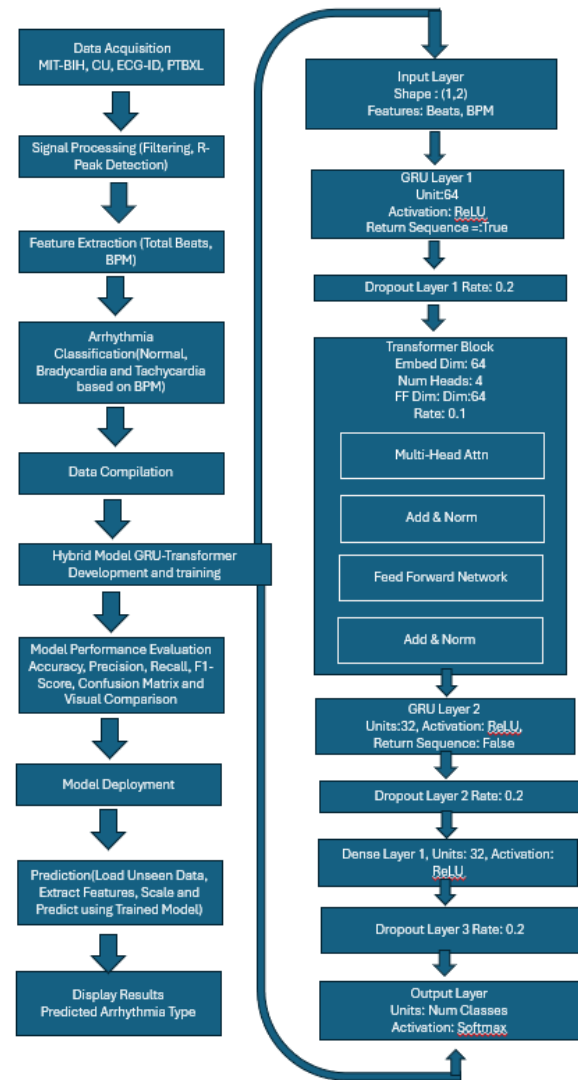 Data Acquisition
MIT-BIH, CU, ECG-ID, PTBXL
Signal Processing (Filtering, R-
Peak Detection)
Feature Extraction (Total Beats,
BPM)
Arrhythmia
Classification(Normal,
Bradycardia and Tachycardia
based on BPM)
Data Compilation
Hybrid Model GRU-Transformer
Development and training
Model Performance Evaluation
Accuracy, Precision, Recall, F1-
Score, Confusion Matrix and
Visual Comparison
Model Deployment
Prediction(Load Unseen Data,
Extract Features, Scale and
Predict using Trained Model)
Display Results
Predicted Arrhythmia Type
Input Layer
Shape : (1,2)
Features: Beats, BPM
GRU Layer 1
Unit:64
Activation: ReLU
Return Sequence =:True
Dropout Layer 1 Rate: 0.2
Transformer Block
Embed Dim: 64
Num Heads: 4
FF Dim: Dim:64
Rate: 0.1
Multi-Head Attn
Add & Norm
Feed Forward Network
Add & Norm
GRU Layer 2
Units:32, Activation: ReLU,
Return Sequence: False
Dropout Layer 2 Rate: 0.2
Dense Layer 1, Units: 32, Activation:
ReLU
Dropout Layer 3 Rate: 0.2
Output Layer
Units: Num Classes
Activation: Softmax